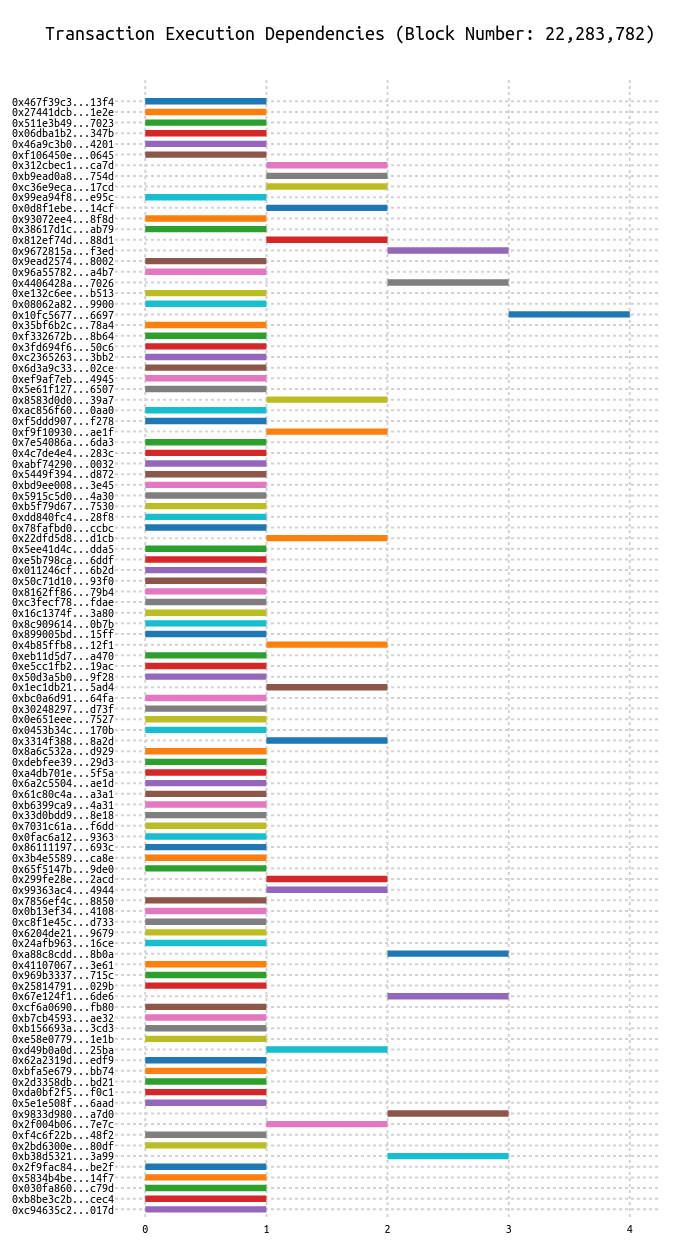 Transaction Execution Dependencies (Block Number: 22,283,782)
0x467f39c3...13f4
0x27441dcb...1e2e
0x511e3b49...7023
0x06dba1b2...347b
0x46a9c3b0...4201
0xf106450e...0645
0x312cbec1...ca7d
0xb9ead0a8...754d
0xc36e9eca...17cd
0x99ea94f8...e95c
0x0d8f1ebe...14cf
0x93072ee4...8f8d
0x38617d1c...ab79
0x812ef74d...88d1
0x9672815a...f3ed
0x9ead2574...8002
0x96a55782...a4b7
0x4406428a...7026
0xe132c6ee...b513
0x08062a82...9900
0x10fc5677...6697
0x35bf6b2c...78a4
0xf332672b...8b64
0x3fd694f6...50c6
0xc2365263...3bb2
0x6d3a9c33...02ce
0xef9af7eb...4945
0x5e61f127...6507
0x8583d0d0...39a7
0xac856f60...0aa0
0xf5ddd907...f278
0xf9f10930...ae1f
0x7e54086a...6da3
0x4c7de4e4...283c
0xabf74290...0032
0x5449f394...d872
0xbd9ee008...3e45
0x5915c5d0...4a30
0xb5f79d67...7530
0xdd840fc4...28f8
0x78fafbd0...ccbc
0x22dfd5d8...d1cb
0x5ee41d4c...dda5
0xe5b798ca...6ddf
0x011246cf...6b2d
0x50c71d10...93f0
0x8162ff86...79b4
0xc3fecf78...fdae
0x16c1374f...3a80
0x8c909614...0b7b
0x899005bd...15ff
0x4b85ffb8...12f1
0xeb11d5d7...a470
0xe5cc1fb2...19ac
0x50d3a5b0...9f28
0x1ec1db21...5ad4
0xbc0a6d91...64fa
0x30248297...d73f
0x0e651eee...7527
0x0453b34c...170b
0x3314f388...8a2d
0x8a6c532a...d929
0xdebfee39...29d3
0xa4db701e...5f5a
0x6a2c5504...ae1d
0x61c80c4a...a3a1
0xb6399ca9...4a31
0x33d0bdd9...8e18
0x7031c61a...f6dd
0x0fac6a12...9363
0x86111197...693c
0x3b4e5589...ca8e
0x65f5147b...9de0
0x299fe28e...2acd
0x99363ac4...4944
0x7856ef4c...8850
0x0b13ef34...4108
0xc8f1e45c...d733
0x6204de21...9679
0x24afb963...16ce
0xa88c8cdd...8b0a
0x41107067...3e61
0x969b3337...715c
0x25814791...029b
0x67e124f1...6de6
0xcf6a0690...fb80
0xb7cb4593...ae32
0xb156693a...3cd3
0xe58e0779...1e1b
0xd49b0a0d...25ba
0x62a2319d...edf9
0xbfa5e679...bb74
0x2d3358db...bd21
0xda0bf2f5...f0c1
0x5e1e508f...6aad
0x9833d980...a7d0
0x2f004b06...7e7c
0xf4c6f22b...48f2
0x2bd6300e...80df
0xb38d5321...3a99
0x2f9fac84...be2f
0x5834b4be...14f7
0x030fa860...c79d
0xb8be3c2b...cec4
0xc94635c2...017d
0 1 2 3 4